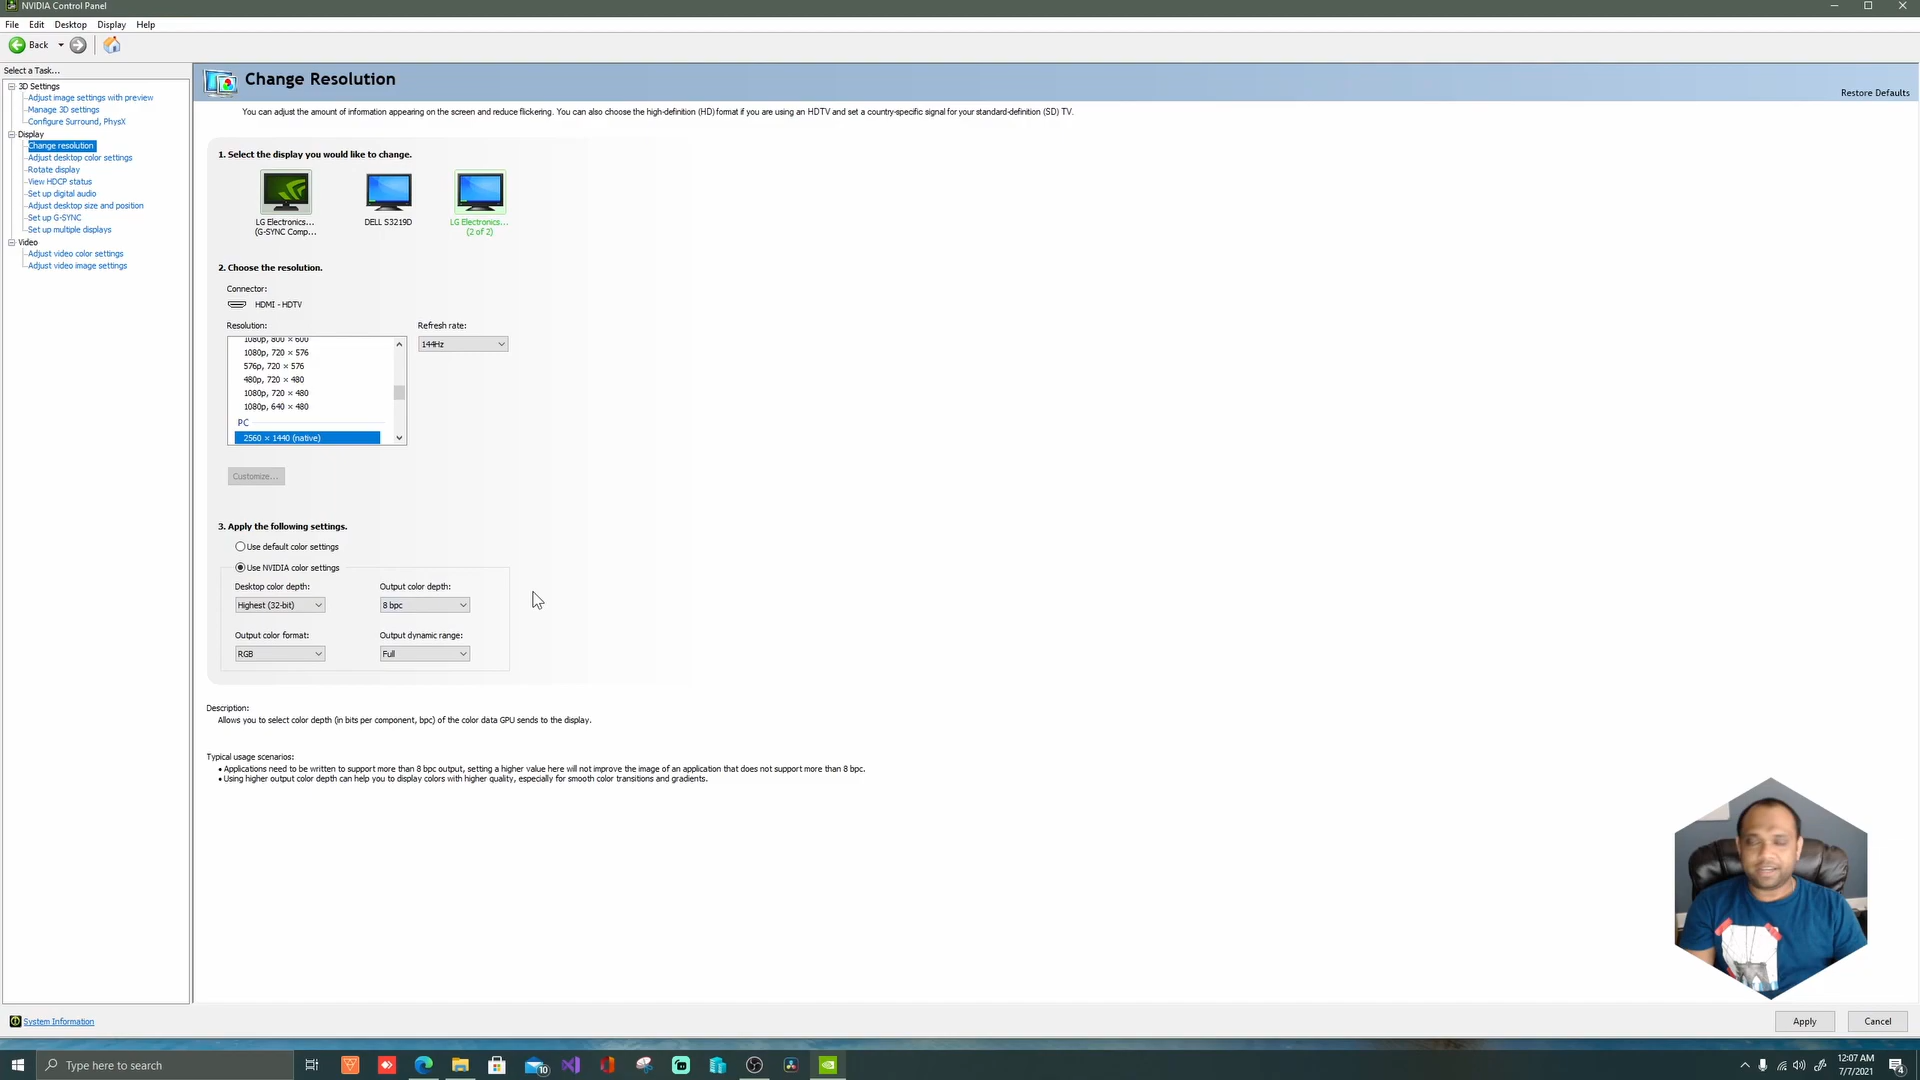 NVIDIA Control Panel
File Edit Desktop Display Help
Back
Select a Task...
3D Settings
Adjust image settings with preview
Manage 3D settings
Configure Surround, PhysX
Display
Change resolution
Adjust desktop color settings
Rotate display
View HDCP status
Set up digital audio
Adjust desktop size and position
Set up G-SYNC
Set up multiple displays
Video
Adjust video color settings
Adjust video image settings
System Information
Change Resolution
Restore Defaults
You can adjust the amount of information appearing on the screen and reduce flickering. You can also choose the high-definition (HD) format if you are using an HDTV and set a country-specific signal for your standard-definition (SD) TV.
1. Select the display you would like to change.
LG Electronics...
(G-SYNC Comp...
DELL S3219D
LG Electronics...
(2 of 2)
2. Choose the resolution.
Connector:
HDMI - HDTV
Resolution:
1080p, 800 × 600
1080p, 720 × 576
576p, 720 × 576
480p, 720 × 480
1080p, 720 × 480
1080p, 640 × 480
PC
2560 × 1440 (native)
Refresh rate:
144Hz
Customize...
3. Apply the following settings.
Use default color settings
Use NVIDIA color settings
Desktop color depth:
Highest (32-bit)
Output color depth:
8 bpc
Output color format:
RGB
Output dynamic range:
Full
Description:
Allows you to select color depth (in bits per component, bpc) of the color data GPU sends to the display.
Typical usage scenarios:
• Applications need to be written to support more than 8 bpc output, setting a higher value here will not improve the image of an application that does not support more than 8 bpc.
• Using higher output color depth can help you to display colors with higher quality, especially for smooth color transitions and gradients.
Apply
Cancel
Type here to search
10
12:07 AM
7/7/2021
4